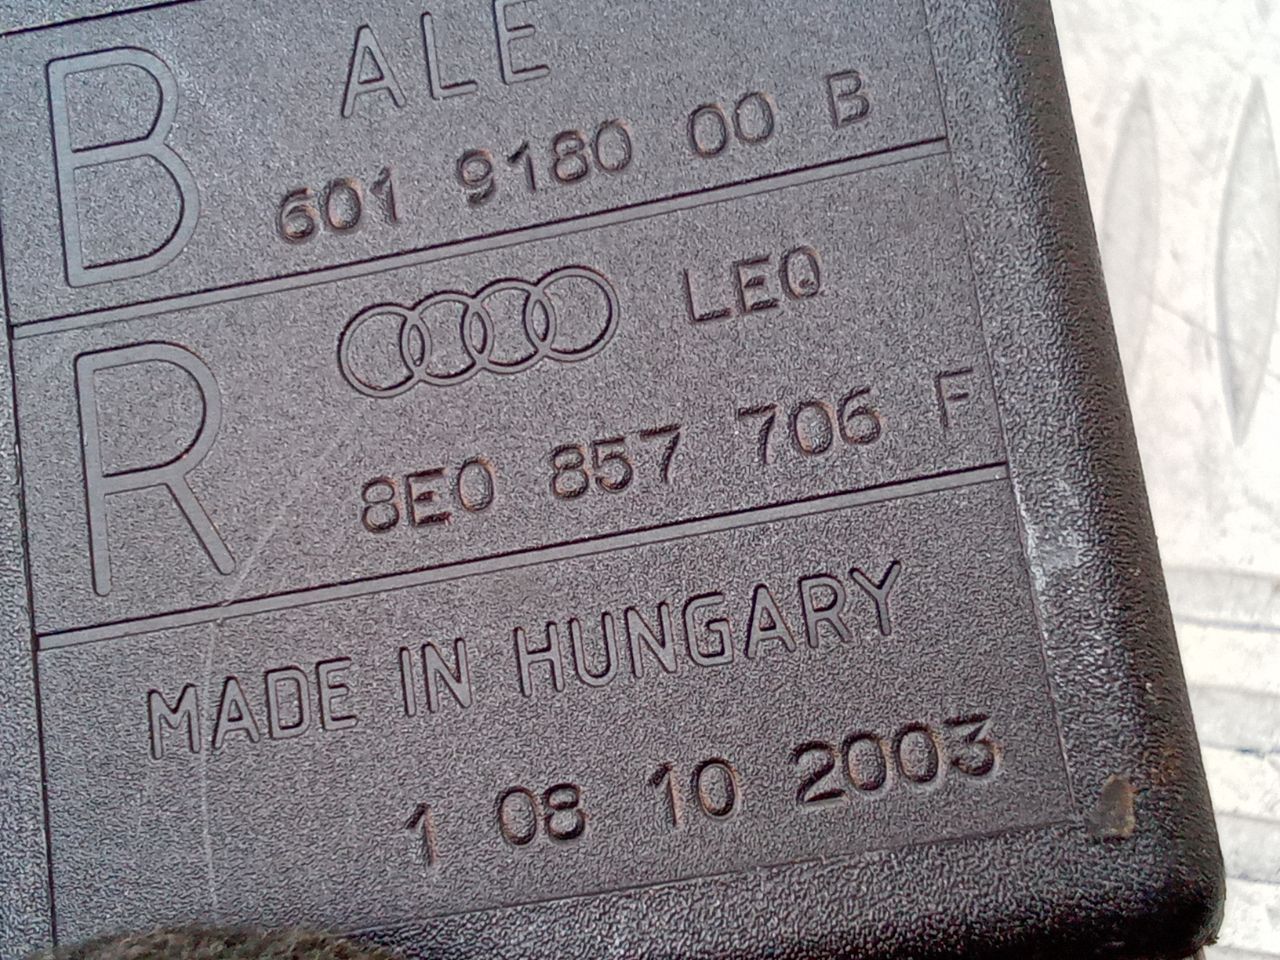 B ALE
601 9180 00 B
R LEQ
8E0 857 706 F
MADE IN HUNGARY
1 08 10 2003